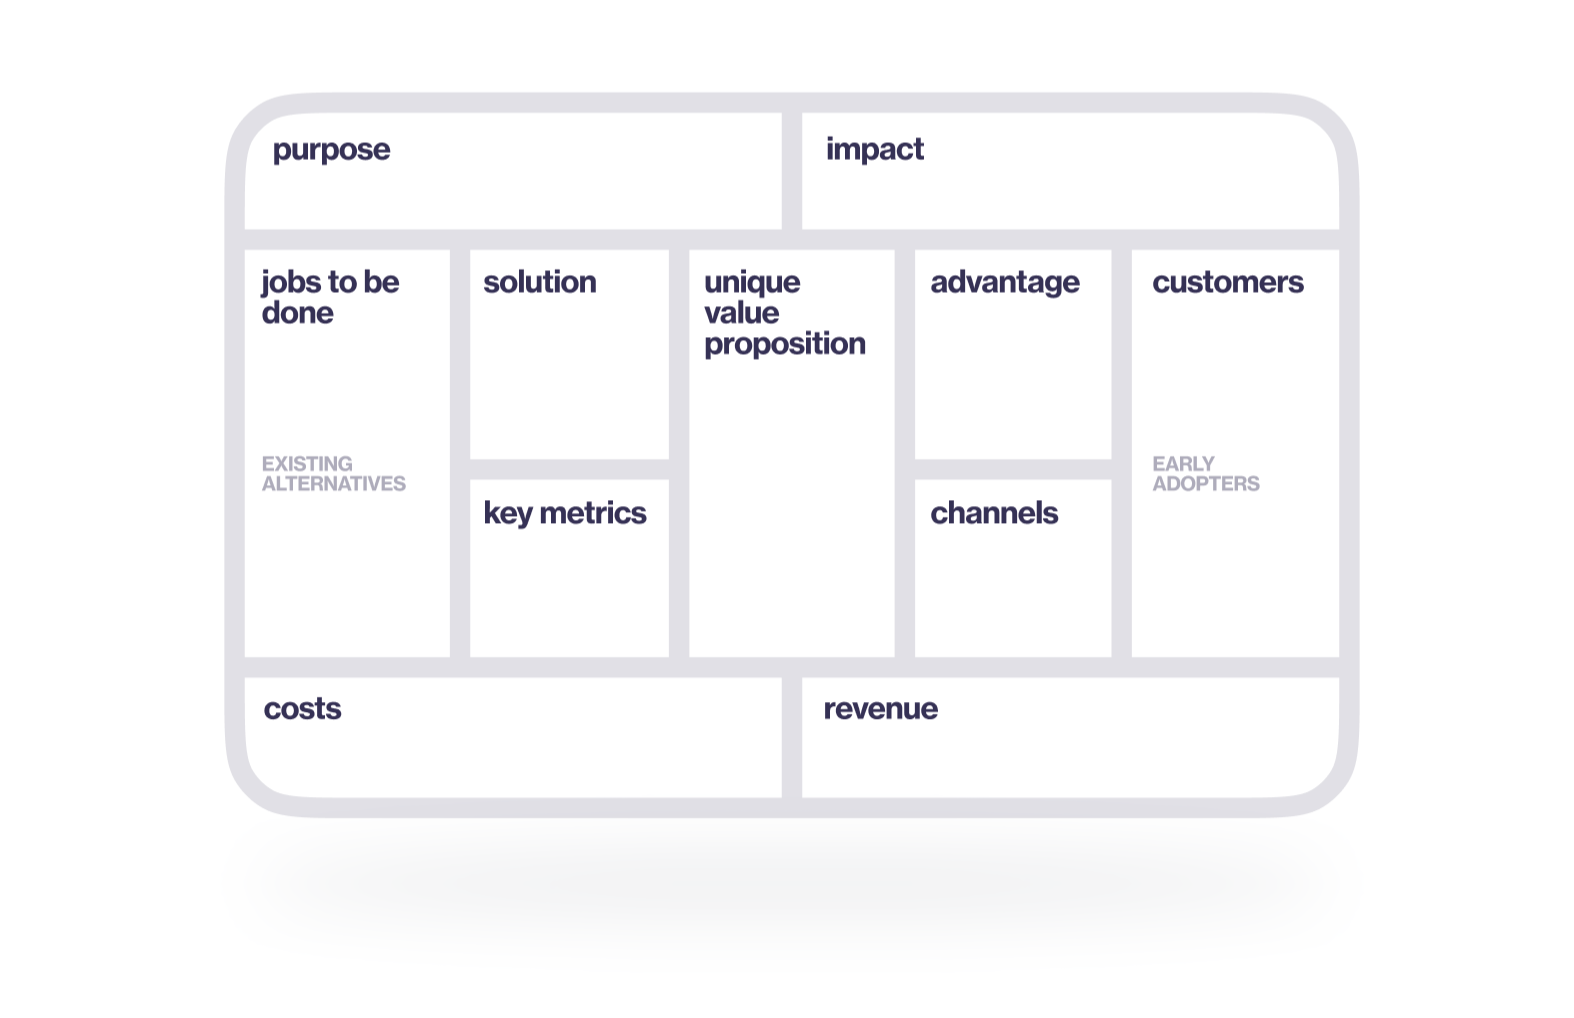 purpose
impact
jobs to be
done
EXISTING
ALTERNATIVES
solution
key metrics
unique
value
proposition
advantage
channels
customers
EARLY
ADOPTERS
costs
revenue